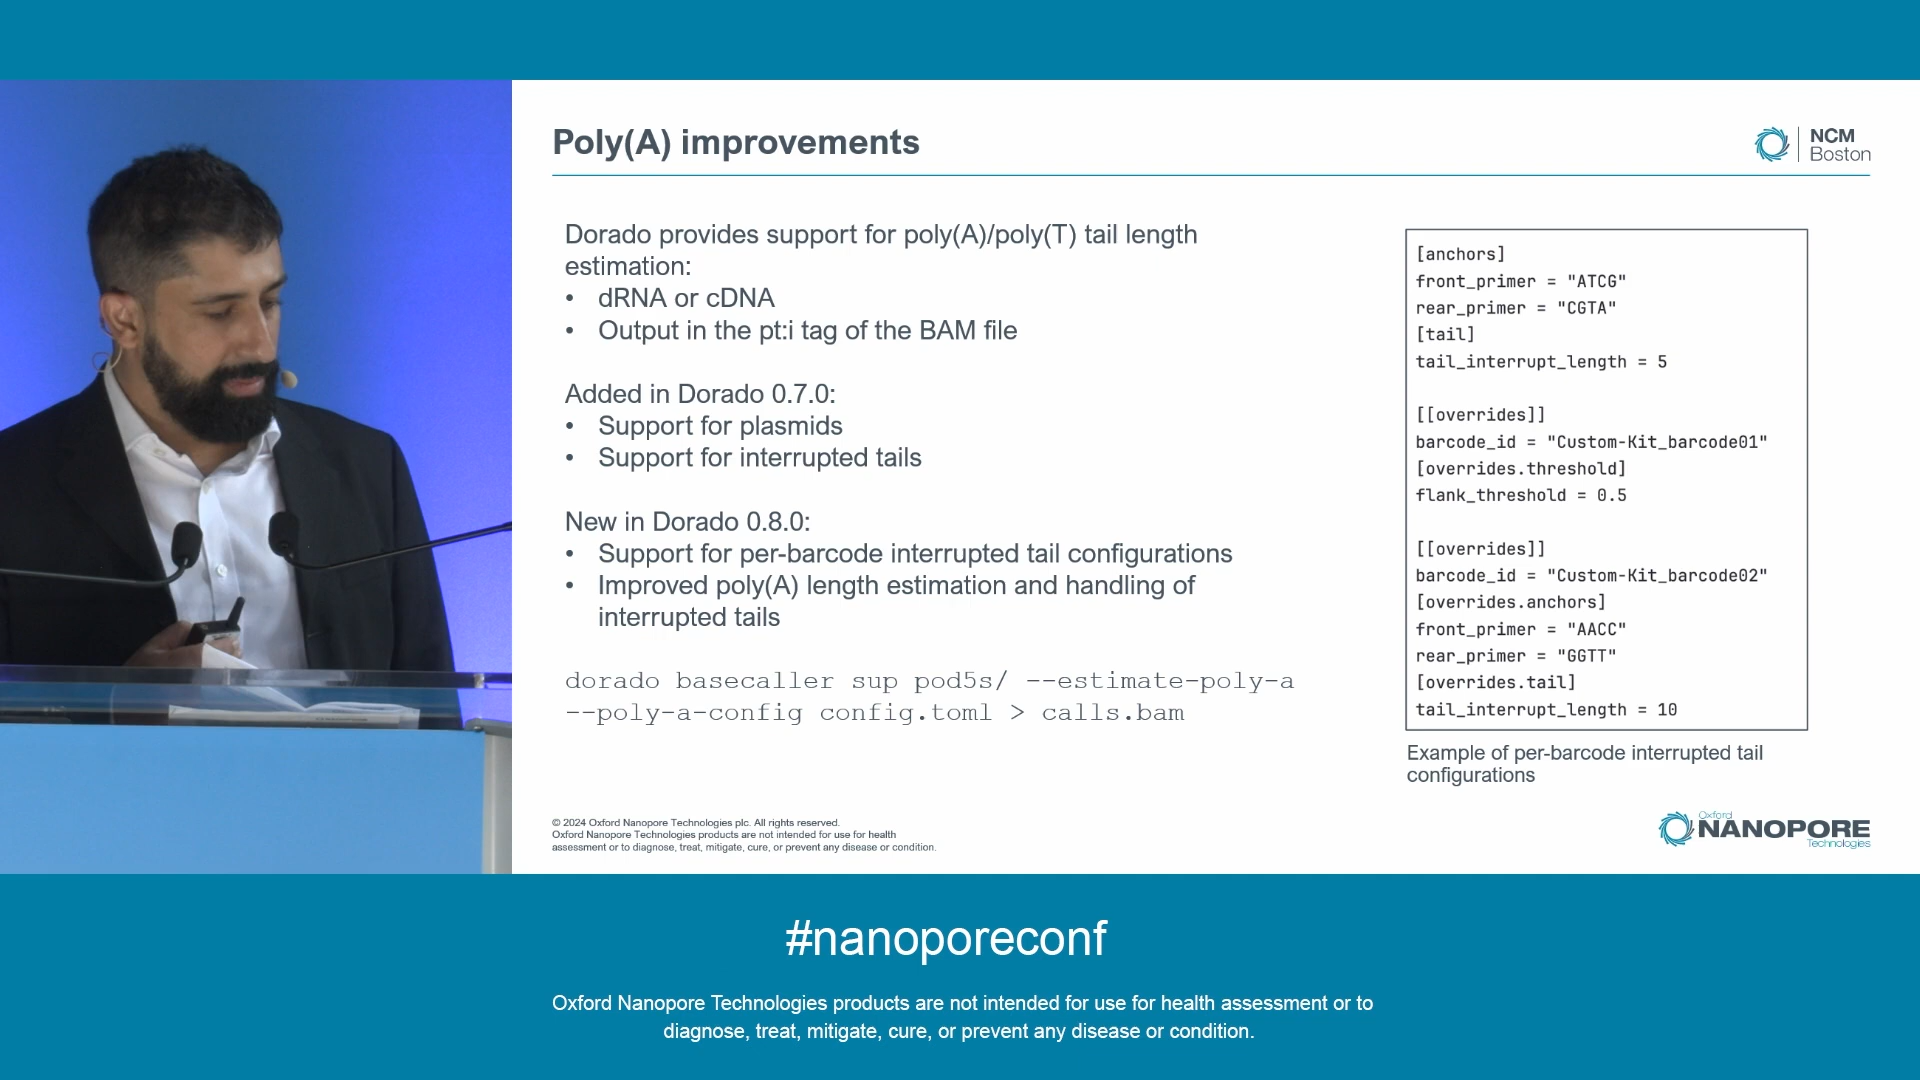 Poly(A) improvements
NCM
Boston
Dorado provides support for poly(A)/poly(T) tail length
estimation:
• dRNA or cDNA
• Output in the pt:i tag of the BAM file
Added in Dorado 0.7.0:
• Support for plasmids
• Support for interrupted tails
New in Dorado 0.8.0:
• Support for per-barcode interrupted tail configurations
• Improved poly(A) length estimation and handling of
interrupted tails
dorado basecaller sup pod5s/ --estimate-poly-a
--poly-a-config config.toml > calls.bam
[anchors]
front_primer = "ATCG"
rear_primer = "CGTA"
[tail]
tail_interrupt_length = 5
[[overrides]]
barcode_id = "Custom-Kit_barcode01"
[overrides.threshold]
flank_threshold = 0.5
[[overrides]]
barcode_id = "Custom-Kit_barcode02"
[overrides.anchors]
front_primer = "AACC"
rear_primer = "GGTT"
[overrides.tail]
tail_interrupt_length = 10
Example of per-barcode interrupted tail
configurations
© 2024 Oxford Nanopore Technologies plc. All rights reserved.
Oxford Nanopore Technologies products are not intended for use for health
assessment or to diagnose, treat, mitigate, cure, or prevent any disease or condition.
Oxford
NANOPORE
Technologies
#nanoporeconf
Oxford Nanopore Technologies products are not intended for use for health assessment or to
diagnose, treat, mitigate, cure, or prevent any disease or condition.